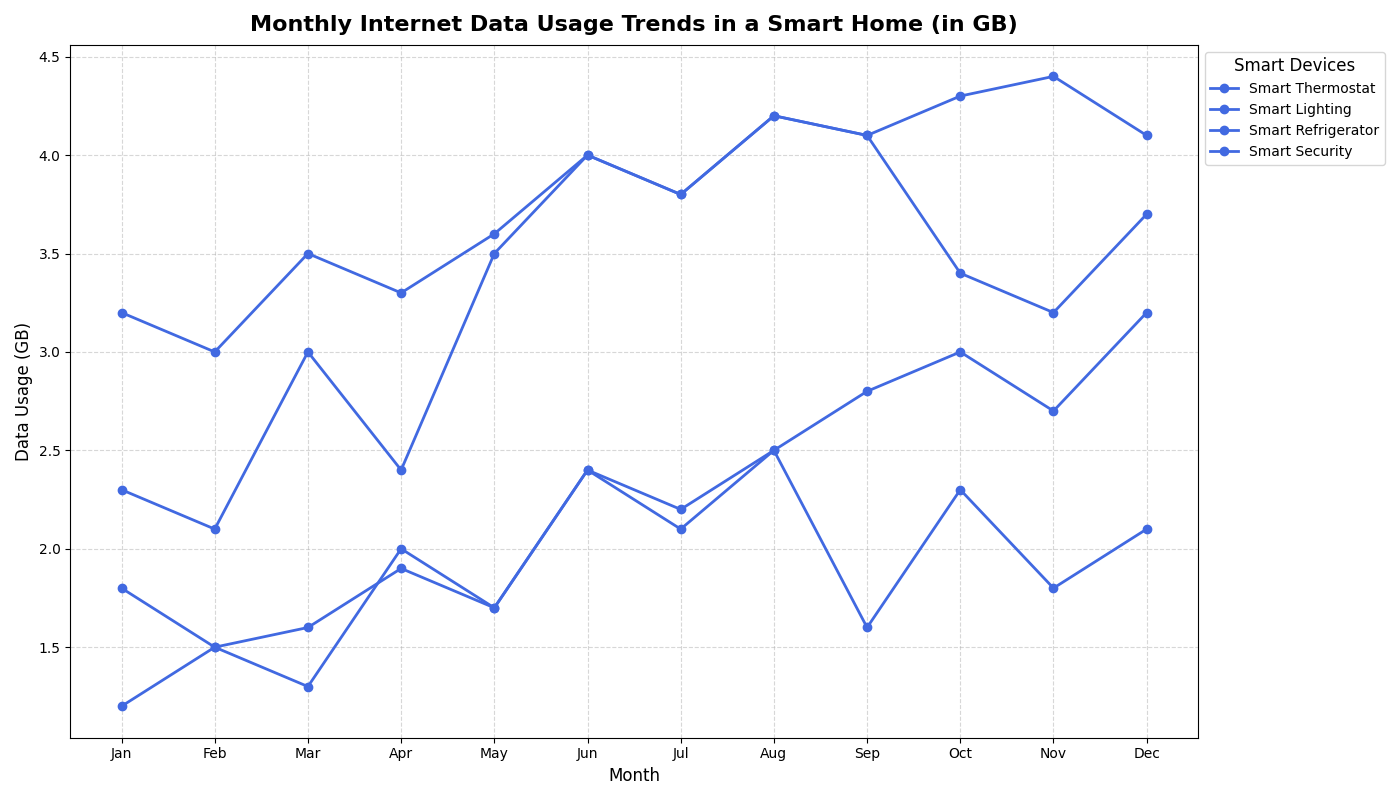 Monthly Internet Data Usage Trends in a Smart Home (in GB)
Smart Devices
Smart Thermostat
Smart Lighting
Smart Refrigerator
Smart Security
Data Usage (GB)
4.5
4.0
3.5
3.0
2.5
2.0
1.5
Jan Feb Mar Apr May Jun Jul Aug Sep Oct Nov Dec
Month